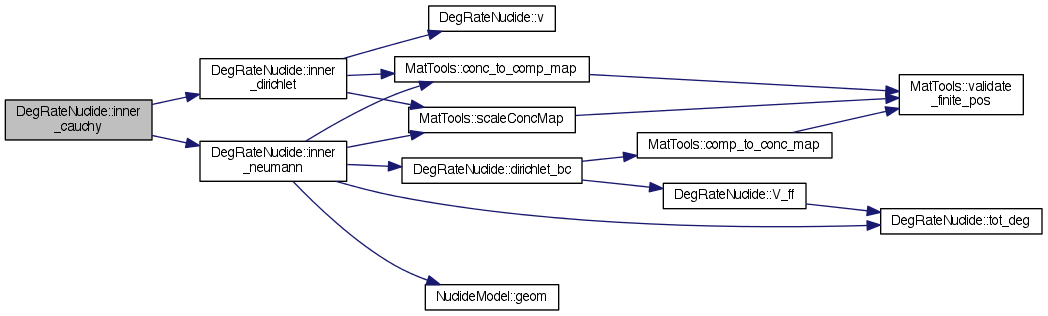 DegRateNuclide::inner
_cauchy
DegRateNuclide::inner
_dirichlet
DegRateNuclide::inner
_neumann
DegRateNuclide::v
MatTools::conc_to_comp_map
MatTools::scaleConcMap
DegRateNuclide::dirichlet_bc
NuclideModel::geom
MatTools::comp_to_conc_map
DegRateNuclide::V_ff
MatTools::validate
_finite_pos
DegRateNuclide::tot_deg